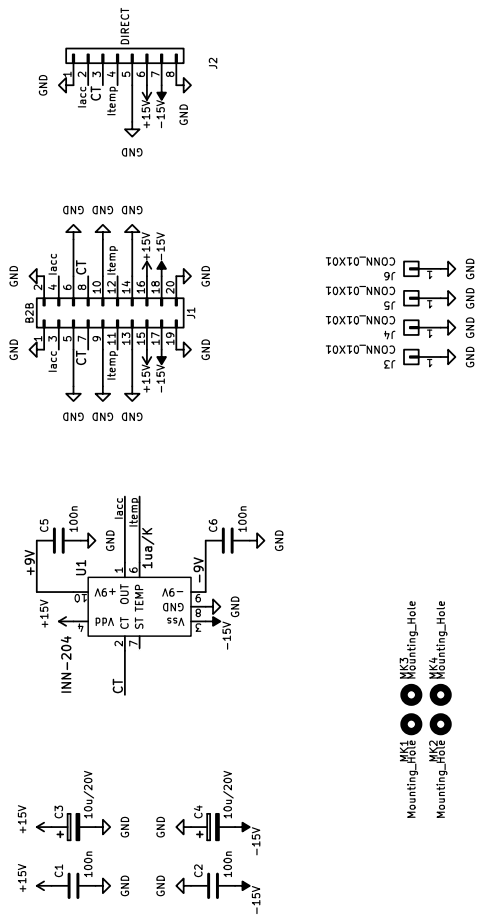 DIRECT
J2
GND
1
2
3
4
5
6
7
8
Iacc
CT
Itemp
GND
+15V
-15V
GND
GND
GND
GND
GND
2
4
6
8
10
12
14
16
18
20
Iacc
CT
Itemp
+15V
-15V
GND
B2B
J1
1
3
5
7
9
11
13
15
17
19
GND
Iacc
CT
Itemp
+15V
-15V
GND
GND
GND
GND
J6
CONN_01X01
1
GND
J5
CONN_01X01
1
GND
J4
CONN_01X01
1
GND
J3
CONN_01X01
1
GND
C5
100n
+9V
GND
Iacc
Itemp
1ua/K
C6
100n
-9V
GND
U1
INN-204
10
+9V
1
OUT
6
TEMP
9
-9V
8
GND
GND
4
Vdd
+15V
2
CT
7
ST
3
Vss
-15V
CT
MK3
Mounting_Hole
MK4
Mounting_Hole
MK1
Mounting_Hole
MK2
Mounting_Hole
+15V
C3
10u/20V
GND
GND
C4
10u/20V
-15V
+15V
C1
100n
GND
GND
C2
100n
-15V